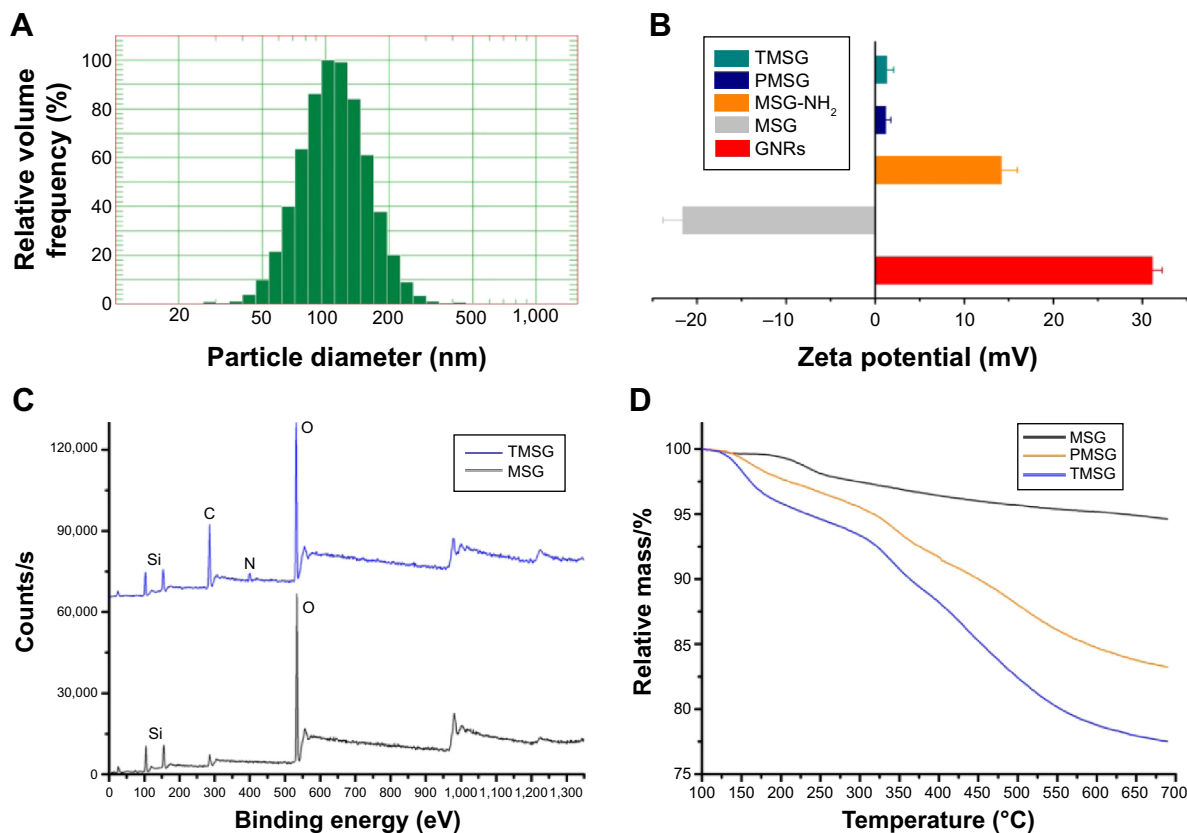 A
Relative volume
frequency (%)
100
80
60
40
20
0
20 50 100 200 500 1,000
Particle diameter (nm)
B
TMSG
PMSG
MSG-NH₂
MSG
GNRs
–20 –10 0 10 20 30
Zeta potential (mV)
C
Counts/s
120,000
90,000
60,000
30,000
0
TMSG
MSG
O
C
Si
N
O
Si
0 100 200 300 400 500 600 700 800 900 1,000 1,100 1,200 1,300
Binding energy (eV)
D
Relative mass/%
100
95
90
85
80
75
MSG
PMSG
TMSG
100 150 200 250 300 350 400 450 500 550 600 650 700
Temperature (°C)